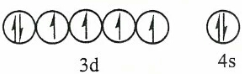 ⥮ ↿ ↿ ↿ ↿ ⥮
3d 4s